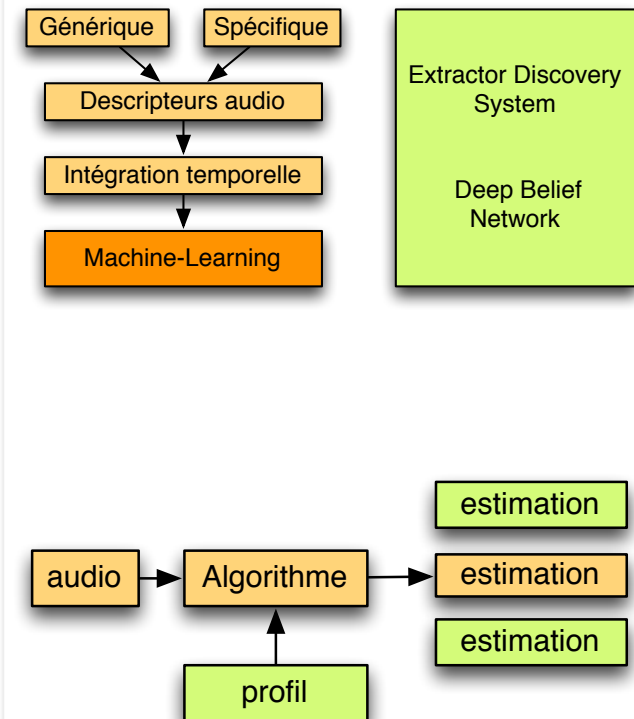 Générique
Spécifique
Descripteurs audio
Intégration temporelle
Machine-Learning
Extractor Discovery
System
Deep Belief
Network
estimation
audio
Algorithme
estimation
estimation
profil